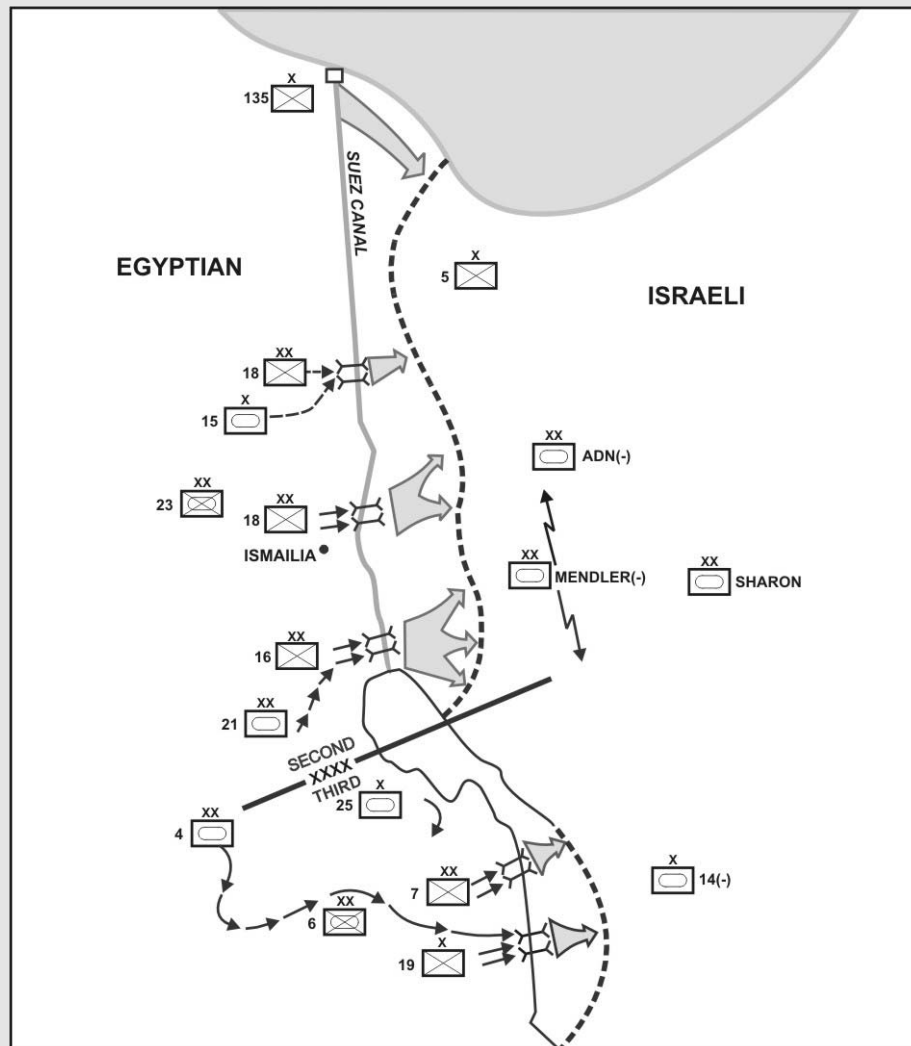 X
135
SUEZ CANAL
EGYPTIAN
X
5
ISRAELI
XX
18
X
15
XX
ADN(-)
XX
23
XX
18
ISMAILIA
XX
MENDLER(-)
XX
SHARON
XX
16
XX
21
SECOND
XXXX
THIRD
X
25
XX
4
XX
7
X
14(-)
XX
6
X
19